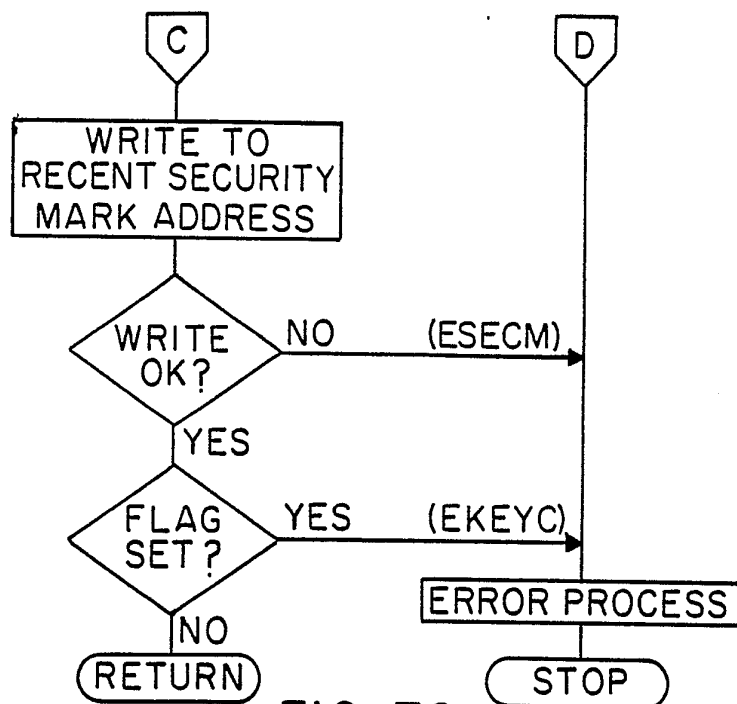 C
D
WRITE TO
RECENT SECURITY
MARK ADDRESS
WRITE
OK?
NO
(ESECM)
YES
FLAG
SET?
YES
(EKEYC)
ERROR PROCESS
NO
RETURN
STOP